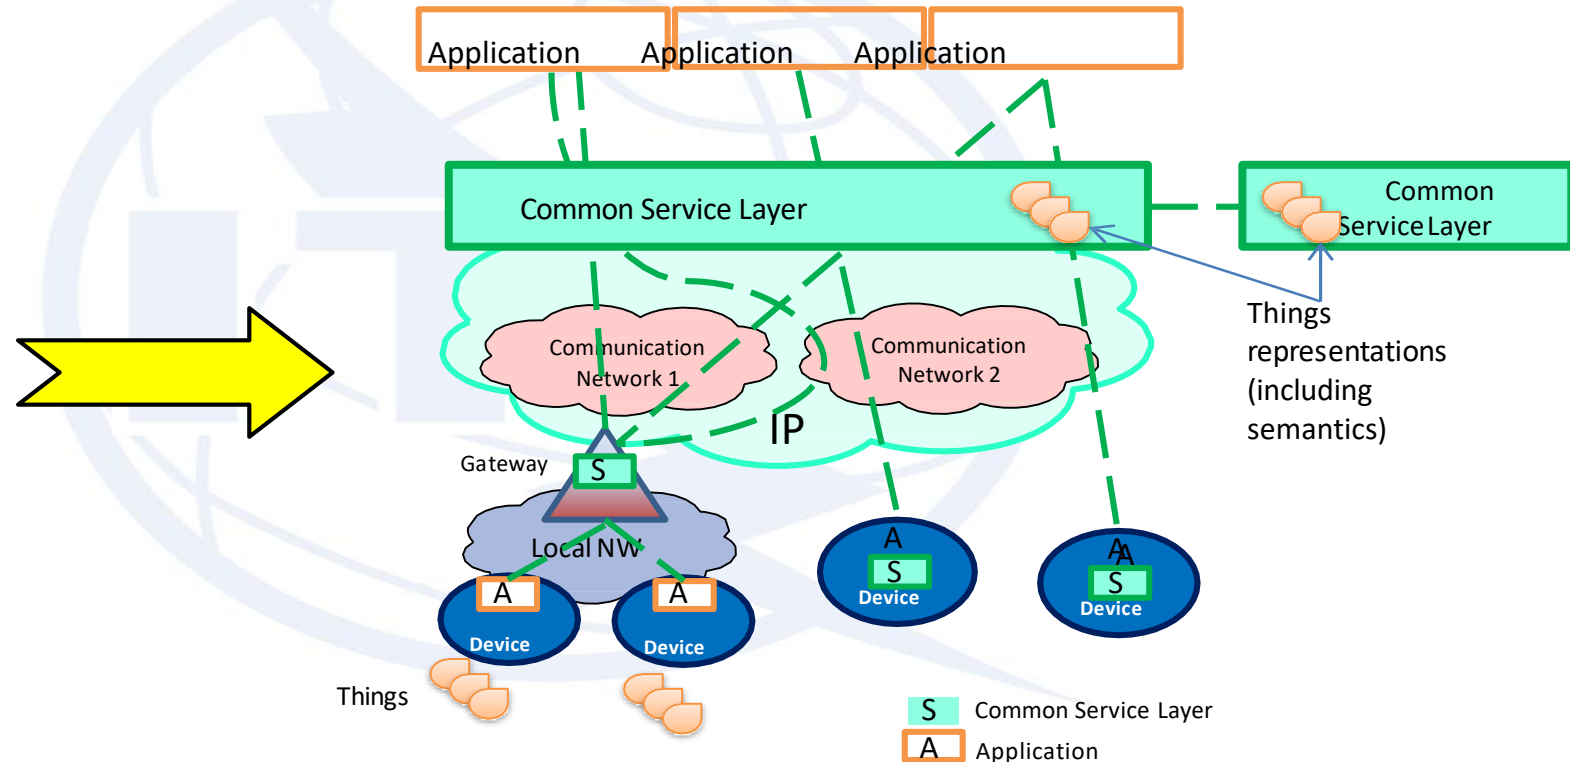 Application Application Application
Common Service Layer
Common
Service Layer
Things
representations
(including
semantics)
Communication
Network 1
Communication
Network 2
IP
Gateway
S
Local NW
A
Device
A
Device
A
S
Device
A
A
S
Device
Things
S Common Service Layer
A Application